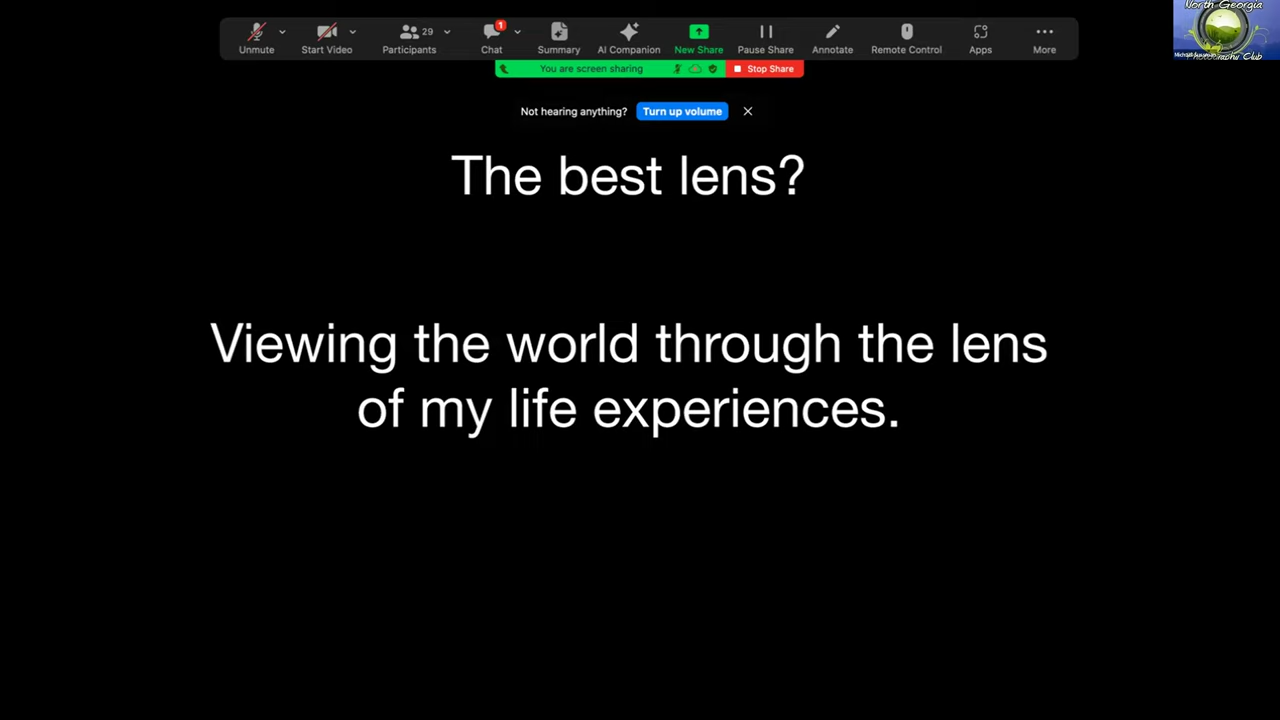 Unmute
Start Video
29
Participants
1
Chat
Summary
AI Companion
New Share
Pause Share
Annotate
Remote Control
Apps
More
You are screen sharing
Stop Share
Not hearing anything?
Turn up volume
North Georgia
Photography Club
The best lens?
Viewing the world through the lens
of my life experiences.